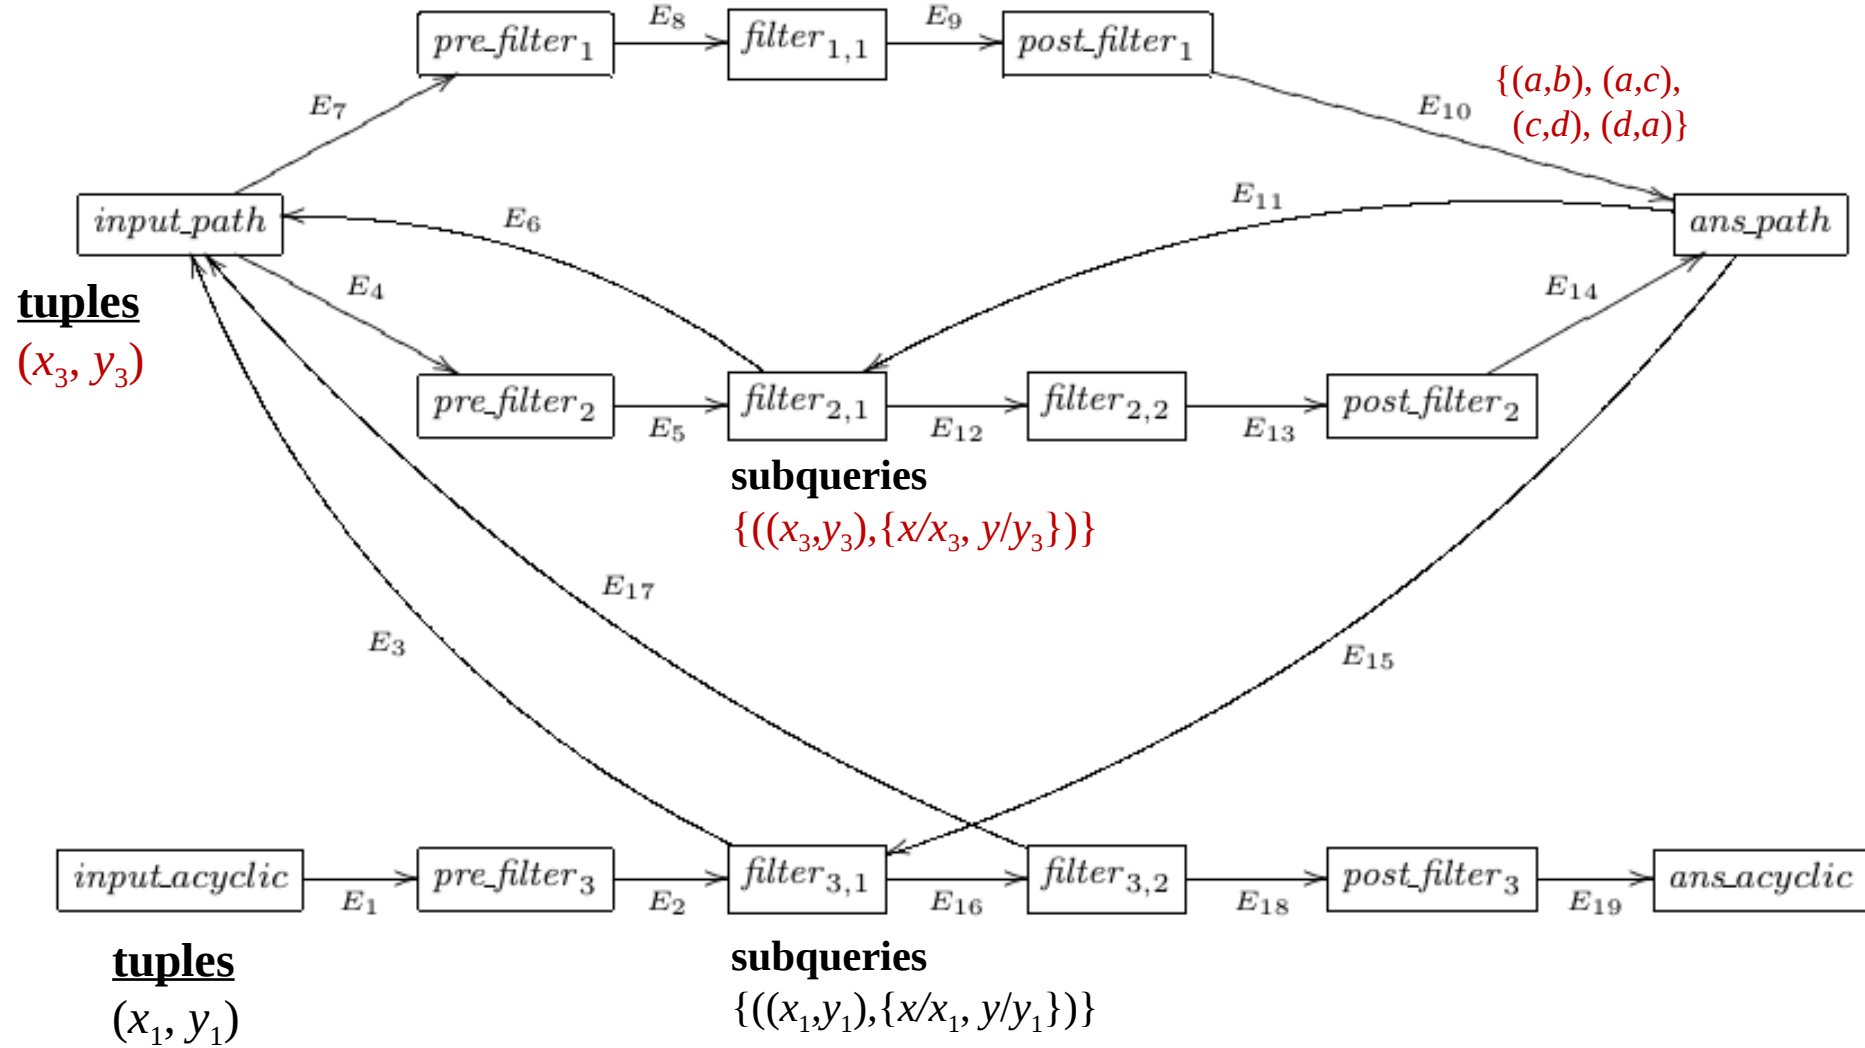 pre_filter₁
E₈
filter₁,₁
E₉
post_filter₁
E₇
E₁₀
{(a,b), (a,c),
(c,d), (d,a)}
input_path
E₆
E₁₁
ans_path
tuples
(x₃, y₃)
E₄
E₁₄
pre_filter₂
E₅
filter₂,₁
E₁₂
filter₂,₂
E₁₃
post_filter₂
subqueries
{((x₃,y₃),{x/x₃, y/y₃})}
E₁₇
E₃
E₁₅
input_acyclic
E₁
pre_filter₃
E₂
filter₃,₁
E₁₆
filter₃,₂
E₁₈
post_filter₃
E₁₉
ans_acyclic
tuples
(x₁, y₁)
subqueries
{((x₁,y₁),{x/x₁, y/y₁})}